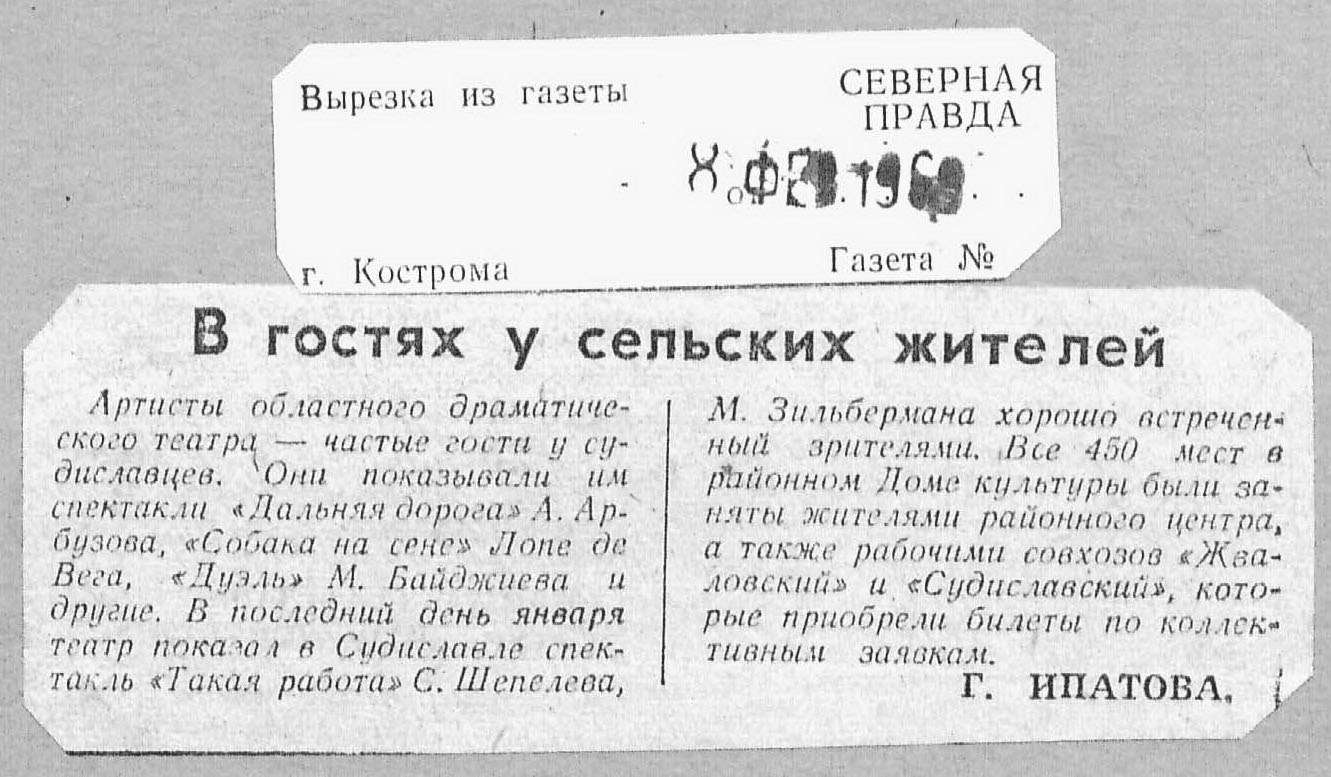 Вырезка из газеты
СЕВЕРНАЯ
ПРАВДА
г. Кострома
Газета №
В гостях у сельских жителей
Артисты областного драматиче-
ского театра — частые гости у су-
диславцев. Они показывали им
спектакли «Дальняя дорога» А. Ар-
бузова, «Собака на сене» Лопе де
Вега, «Дуэль» М. Байджиева и
другие. В последний день января
театр показал в Судиславле спек-
такль «Такая работа» С. Шепелева,
М. Зильбермана хорошо встречен-
ный зрителями. Все 450 мест в
районном Доме культуры были за-
няты жителями районного центра,
а также рабочими совхозов «Жва-
ловский» и «Судиславский», кото-
рые приобрели билеты по коллек-
тивным заявкам.
Г. ИПАТОВА.